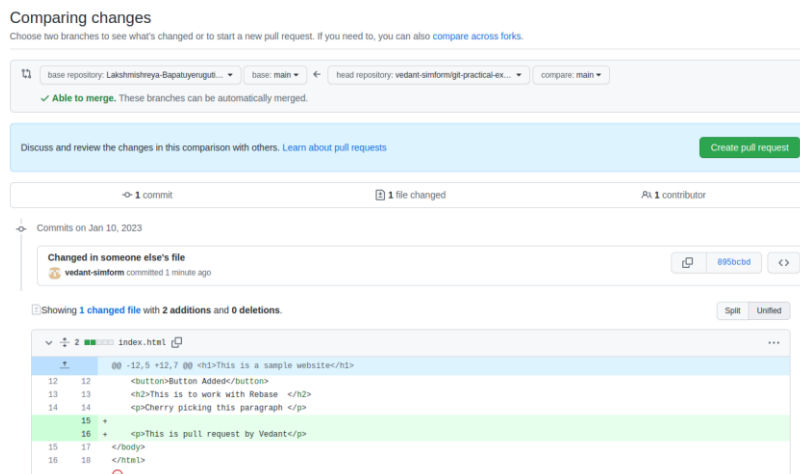 Comparing changes
Choose two branches to see what's changed or to start a new pull request. If you need to, you can also compare across forks.
base repository: Lakshmishreya-Bapatuyeruguti... base: main ← head repository: vedant-simform/git-practical-ex... compare: main
✓ Able to merge. These branches can be automatically merged.
Discuss and review the changes in this comparison with others. Learn about pull requests Create pull request
1 commit 1 file changed 1 contributor
Commits on Jan 10, 2023
Changed in someone else's file
vedant-simform committed 1 minute ago 895bcbd <>
Showing 1 changed file with 2 additions and 0 deletions. Split Unified
2 index.html ...
@@ -12,5 +12,7 @@ <h1>This is a sample website</h1>
12 12 <button>Button Added</button>
13 13 <h2>This is to work with Rebase  </h2>
14 14 <p>Cherry picking this paragraph </p>
15 +
16 + <p>This is pull request by Vedant</p>
15 17 </body>
16 18 </html>